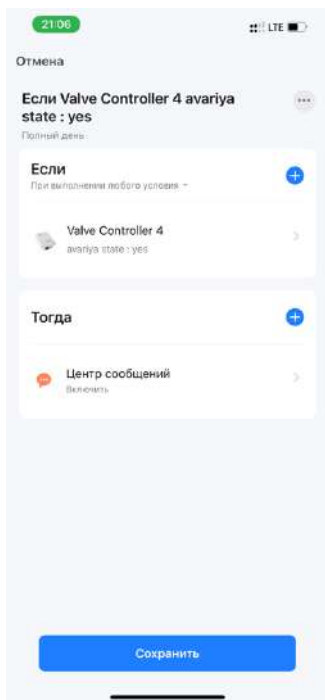 21:06
LTE
Отмена
Если Valve Controller 4 avariya
state : yes
Полный день
Если
При выполнении любого условия
Valve Controller 4
avariya state : yes
Тогда
Центр сообщений
Включить
Сохранить